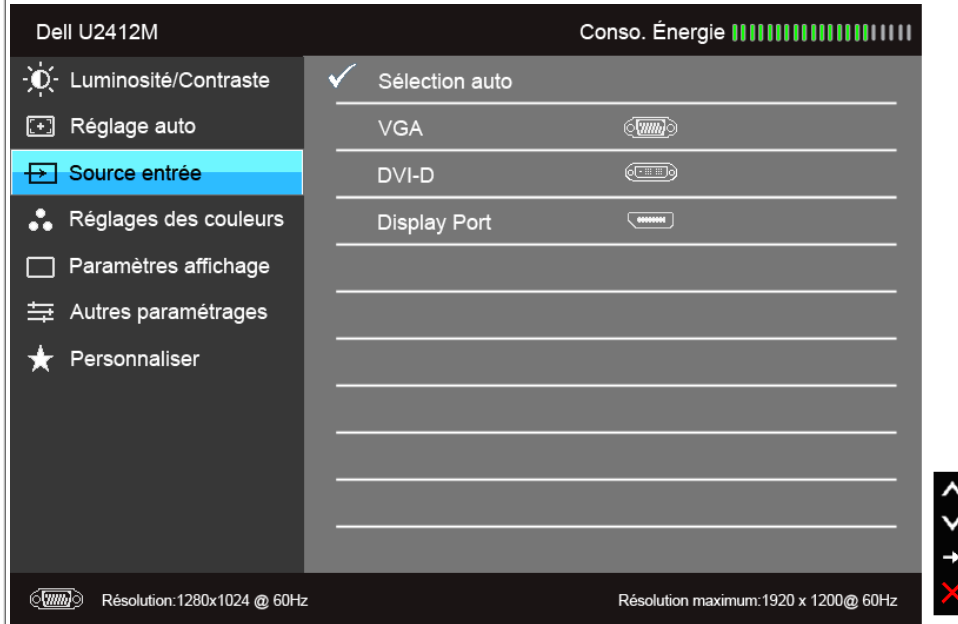 Dell U2412M
Conso. Énergie
Luminosité/Contraste
Réglage auto
Source entrée
Réglages des couleurs
Paramètres affichage
Autres paramétrages
Personnaliser
Sélection auto
VGA
DVI-D
Display Port
Résolution:1280x1024 @ 60Hz
Résolution maximum:1920 x 1200@ 60Hz